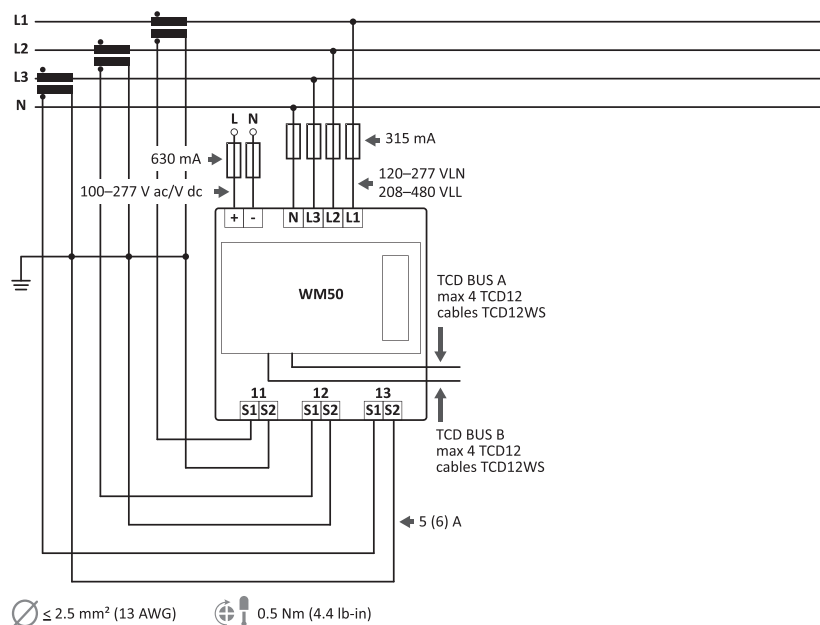 L1
L2
L3
N
L N
630 mA
315 mA
100–277 V ac/V dc
120–277 VLN
208–480 VLL
+ - N L3 L2 L1
WM50
TCD BUS A
max 4 TCD12
cables TCD12WS
11 12 13
S1 S2 S1 S2 S1 S2
TCD BUS B
max 4 TCD12
cables TCD12WS
5 (6) A
≤ 2.5 mm² (13 AWG)
0.5 Nm (4.4 lb-in)